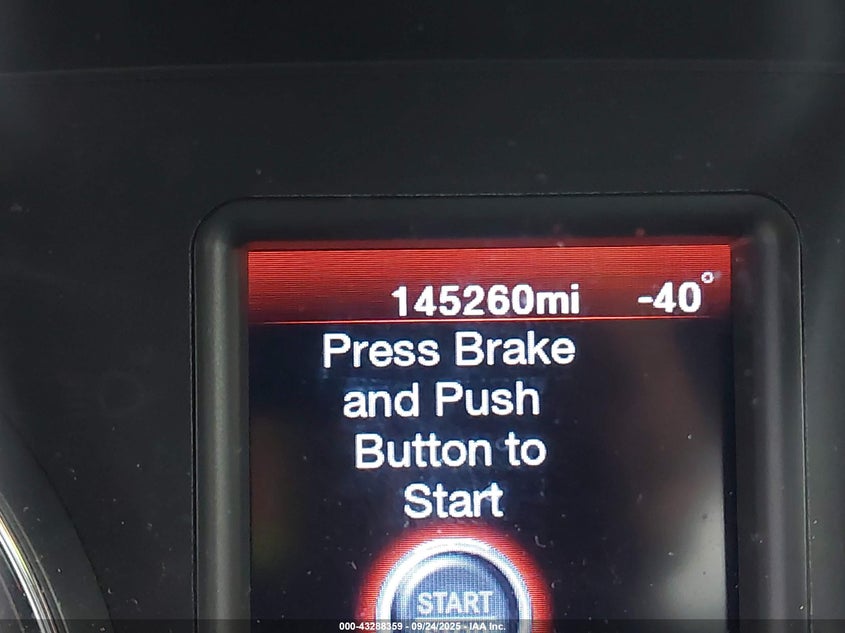 145260mi -40°
Press Brake
and Push
Button to
Start
START
000-43288359 - 09/24/2025 - IAA Inc.